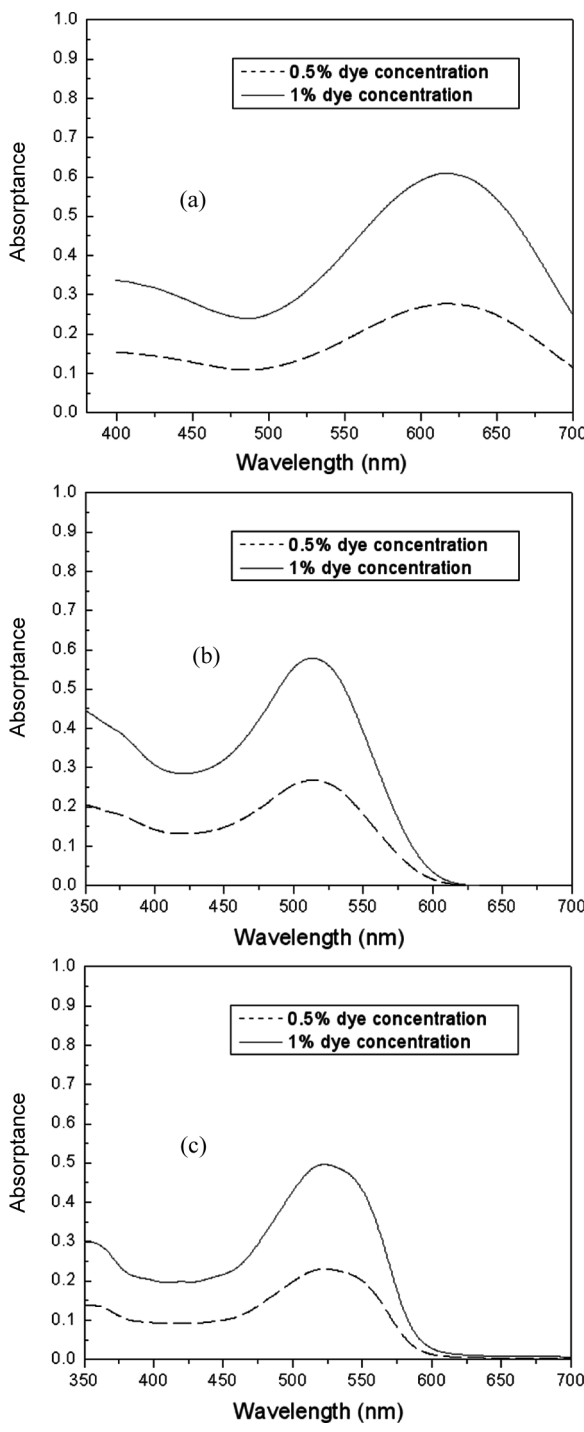 1.0
0.9
0.8
0.7
0.6
0.5
0.4
0.3
0.2
0.1
0.0
Absorptance
0.5% dye concentration
1% dye concentration
(a)
400 450 500 550 600 650 700
Wavelength (nm)
1.0
0.9
0.8
0.7
0.6
0.5
0.4
0.3
0.2
0.1
0.0
Absorptance
0.5% dye concentration
1% dye concentration
(b)
350 400 450 500 550 600 650 700
Wavelength (nm)
1.0
0.9
0.8
0.7
0.6
0.5
0.4
0.3
0.2
0.1
0.0
Absorptance
0.5% dye concentration
1% dye concentration
(c)
350 400 450 500 550 600 650 700
Wavelength (nm)